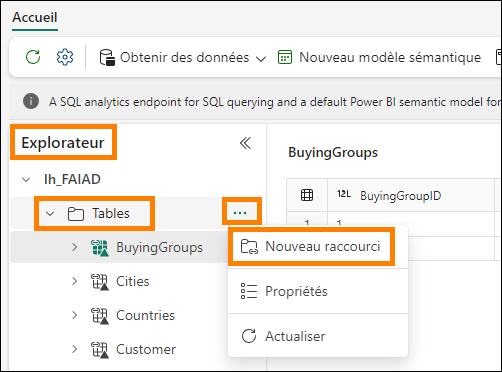 Accueil
Obtenir des données
Nouveau modèle sémantique
A SQL analytics endpoint for SQL querying and a default Power BI semantic model for
Explorateur
BuyingGroups
lh_FAIAD
12L BuyingGroupID
Tables
...
1 1
BuyingGroups
Nouveau raccourci
Cities
Propriétés
Countries
Actualiser
Customer